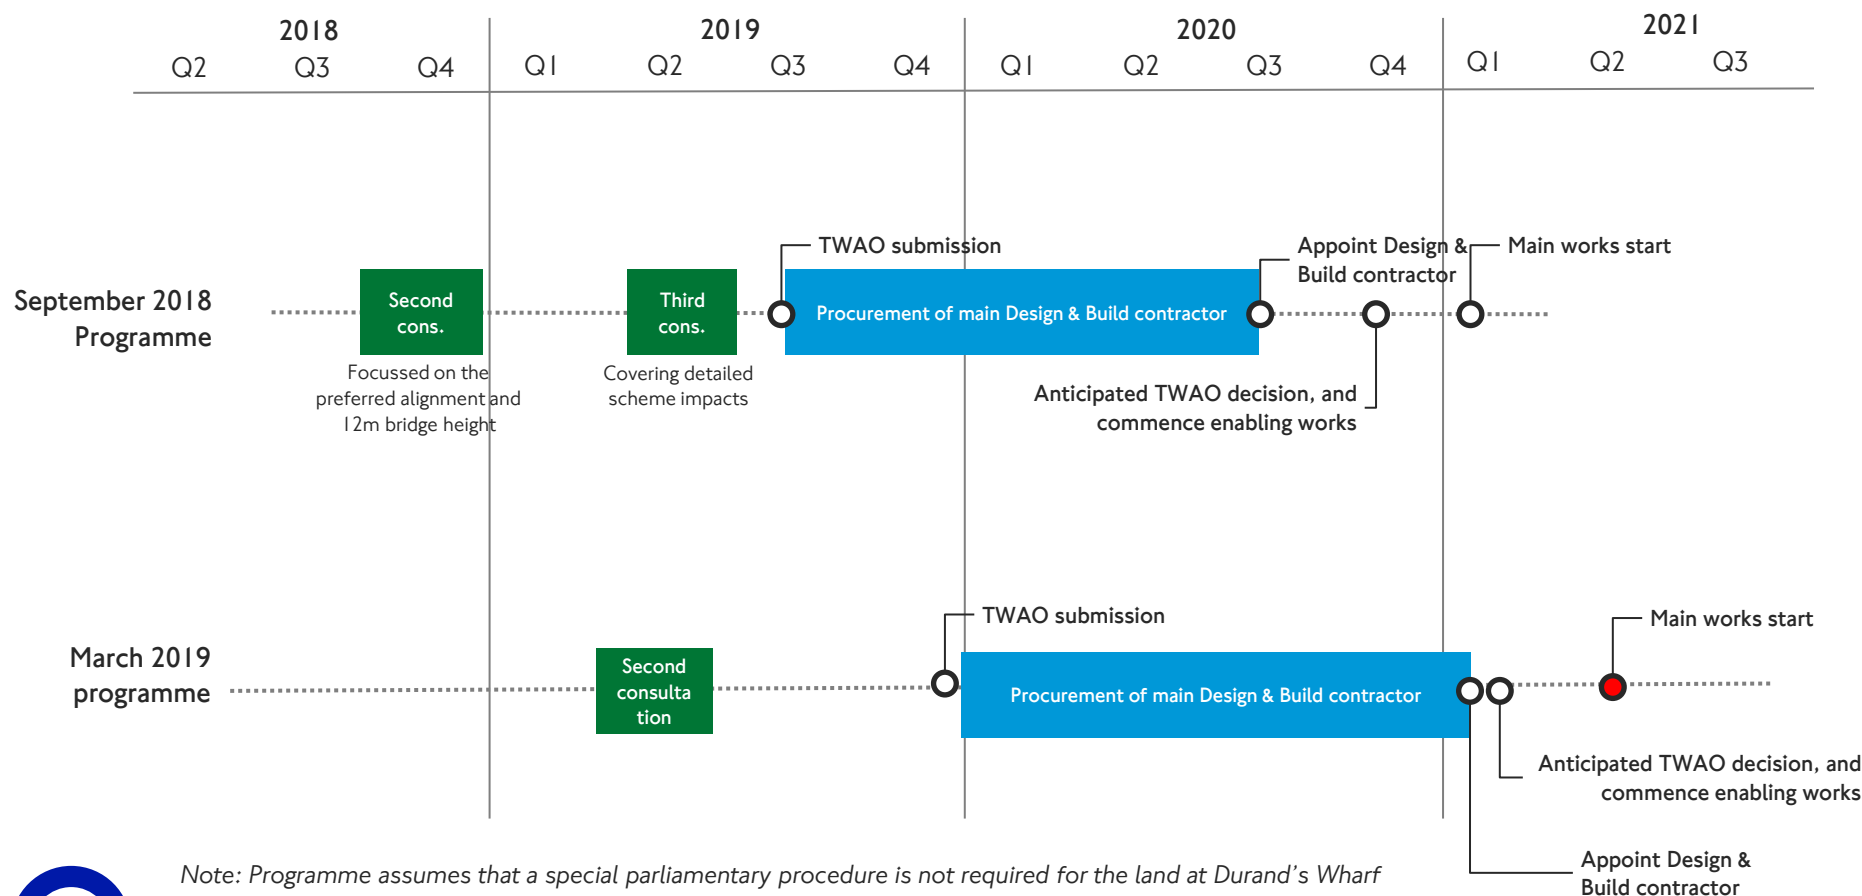 2018
2019
2020
2021
Q2 Q3 Q4 Q1 Q2 Q3 Q4 Q1 Q2 Q3 Q4 Q1 Q2 Q3
September 2018
Programme
Second
cons.
Focussed on the
preferred alignment and
12m bridge height
Third
cons.
Covering detailed
scheme impacts
TWAO submission
Procurement of main Design & Build contractor
Appoint Design &
Build contractor
Main works start
Anticipated TWAO decision, and
commence enabling works
March 2019
programme
Second
consulta
tion
TWAO submission
Procurement of main Design & Build contractor
Main works start
Anticipated TWAO decision, and
commence enabling works
Appoint Design &
Build contractor
Note: Programme assumes that a special parliamentary procedure is not required for the land at Durand's Wharf